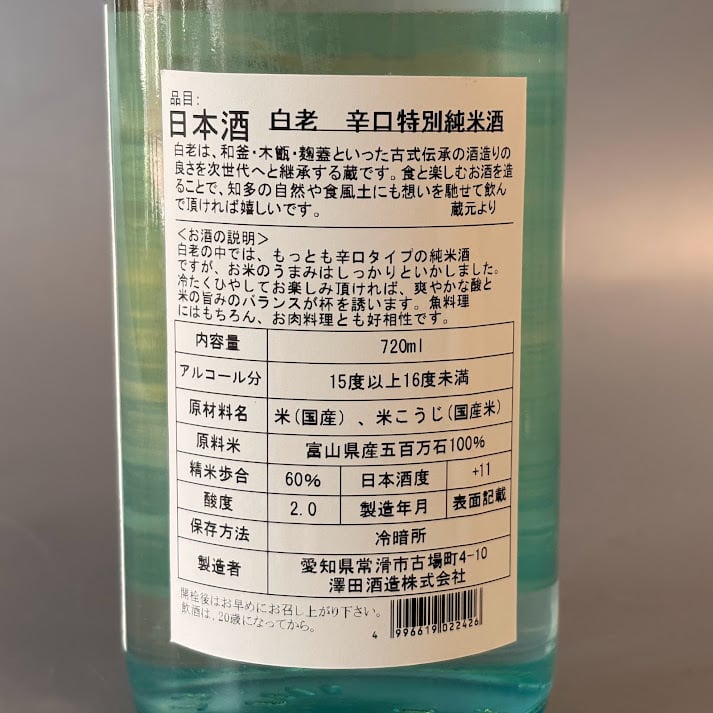 品目:
日本酒 白老 辛口特別純米酒
白老は、和釜・木甑・麹蓋といった古式伝承の酒造りの
良さを次世代へと継承する蔵です。食と楽しむお酒を造
ることで、知多の自然や食風土にも想いを馳せて飲ん
で頂ければ嬉しいです。 蔵元より
<お酒の説明>
白老の中では、もっとも辛口タイプの純米酒
ですが、お米のうまみはしっかりといかしました。
冷たくひやしてお楽しみ頂ければ、爽やかな酸と
米の旨みのバランスが杯を誘います。魚料理
にはもちろん、お肉料理とも好相性です。
内容量 720ml
アルコール分 15度以上16度未満
原材料名 米(国産)、米こうじ(国産米)
原料米 富山県産五百万石100%
精米歩合 60% 日本酒度 +11
酸度 2.0 製造年月 表面記載
保存方法 冷暗所
製造者 愛知県常滑市古場町4-10
澤田酒造株式会社
開栓後はお早めにお召し上がり下さい。
飲酒は、20歳になってから。
4 996619 022426